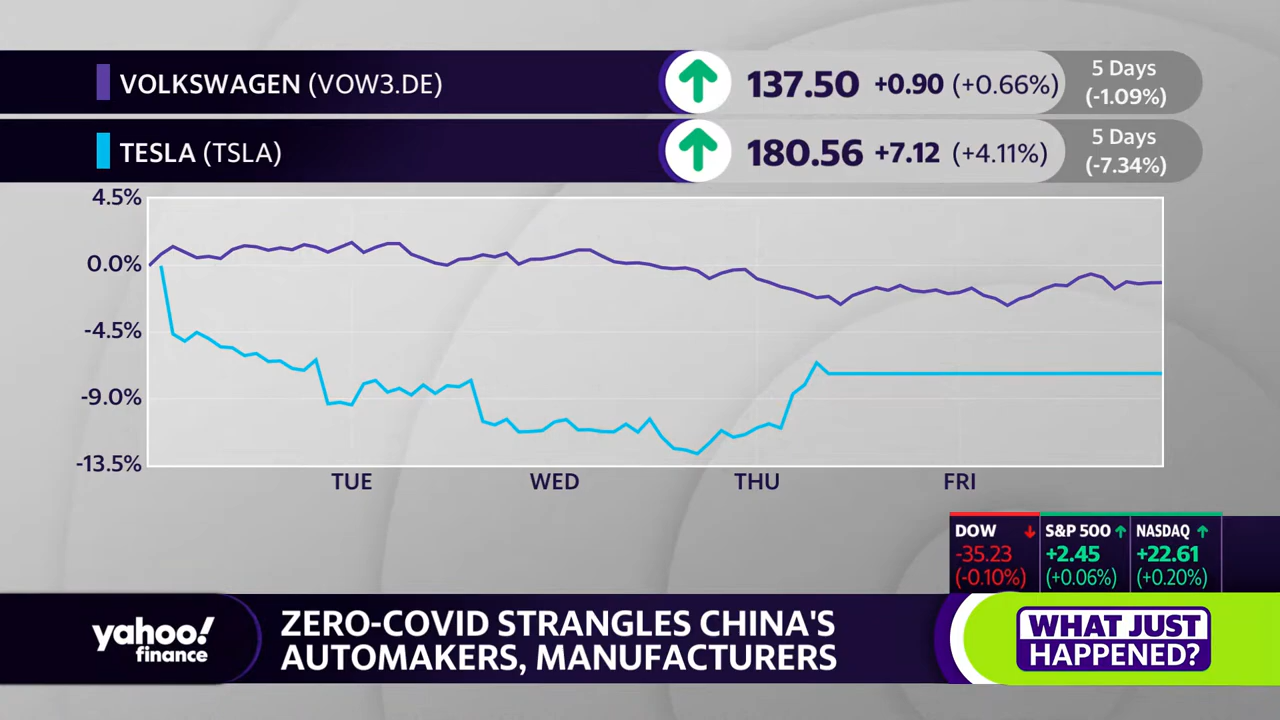 VOLKSWAGEN (VOW3.DE) 137.50 +0.90 (+0.66%) 5 Days (-1.09%)
TESLA (TSLA) 180.56 +7.12 (+4.11%) 5 Days (-7.34%)
4.5%
0.0%
-4.5%
-9.0%
-13.5%
TUE WED THU FRI
DOW S&P 500 NASDAQ
-35.23 +2.45 +22.61
(-0.10%) (+0.06%) (+0.20%)
yahoo!
finance
ZERO-COVID STRANGLES CHINA'S
AUTOMAKERS, MANUFACTURERS
WHAT JUST
HAPPENED?